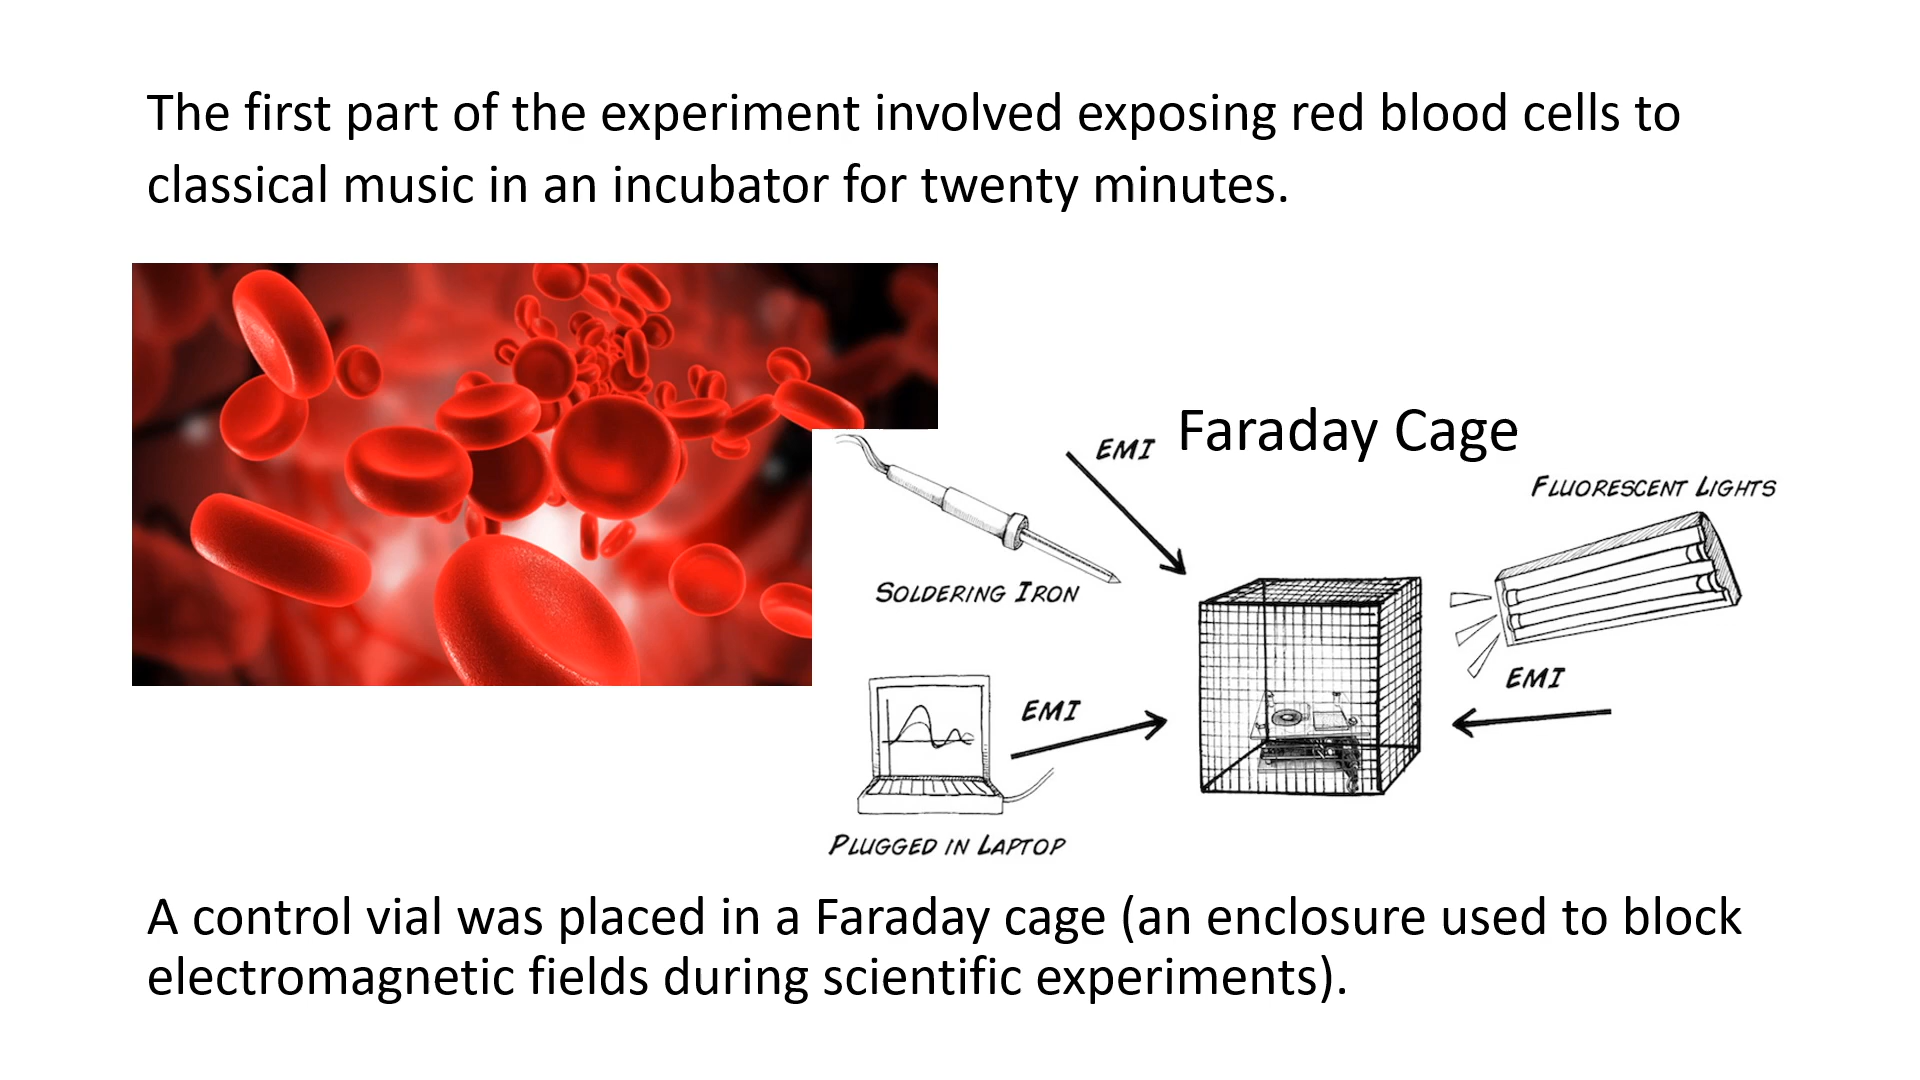 The first part of the experiment involved exposing red blood cells to
classical music in an incubator for twenty minutes.
Faraday Cage
EMI
FLUORESCENT LIGHTS
SOLDERING IRON
EMI
EMI
PLUGGED IN LAPTOP
A control vial was placed in a Faraday cage (an enclosure used to block
electromagnetic fields during scientific experiments).